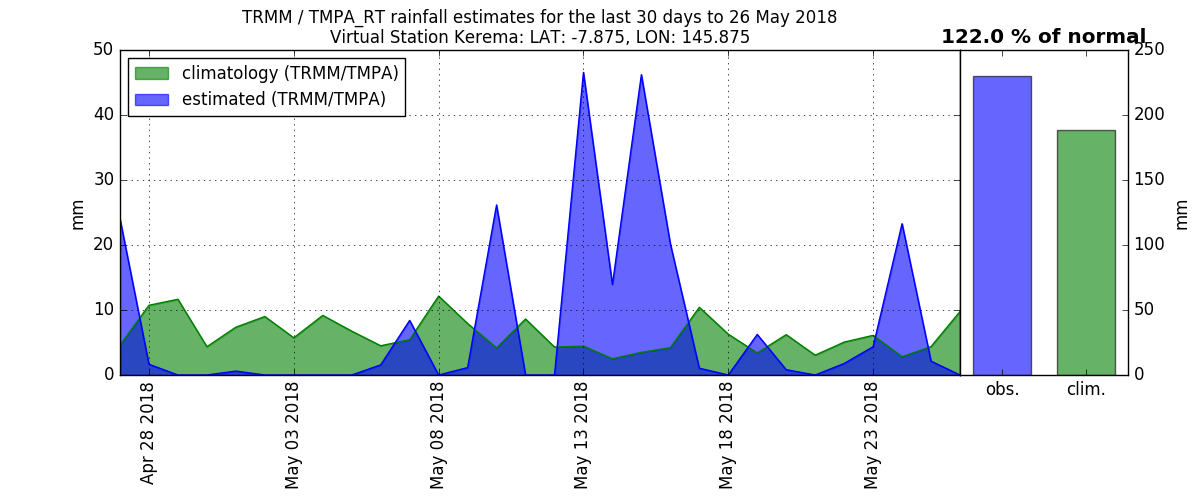 TRMM / TMPA_RT rainfall estimates for the last 30 days to 26 May 2018
Virtual Station Kerema: LAT: -7.875, LON: 145.875
122.0 % of normal
climatology (TRMM/TMPA)
estimated (TRMM/TMPA)
50
40
30
20
10
0
mm
Apr 28 2018
May 03 2018
May 08 2018
May 13 2018
May 18 2018
May 23 2018
obs.
clim.
250
200
150
100
50
0
mm